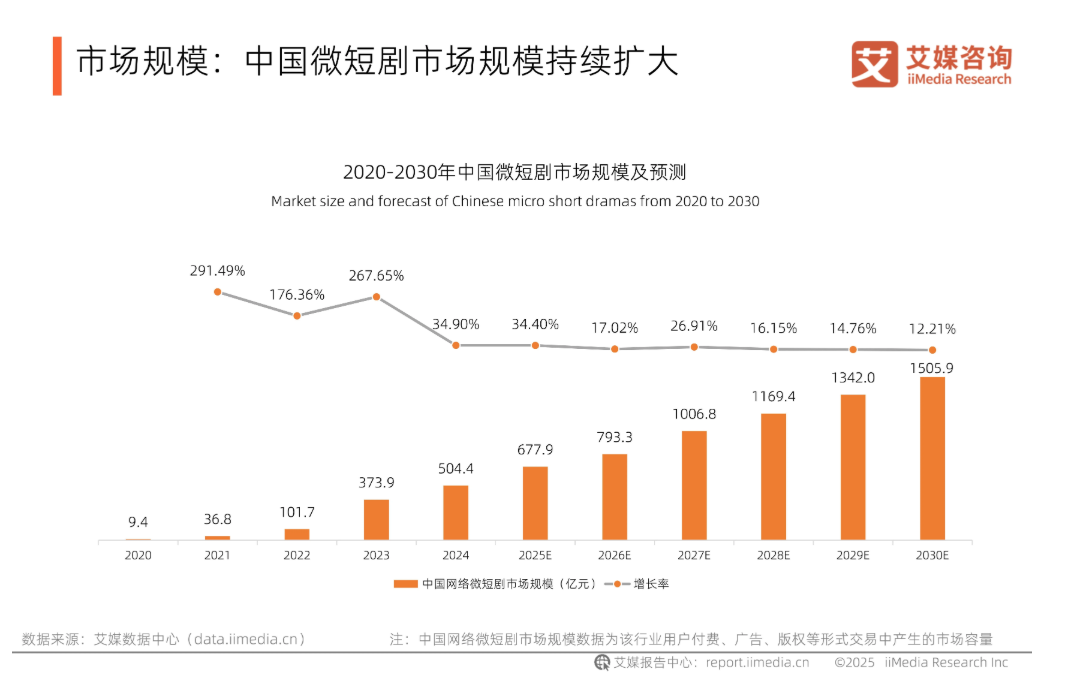 市场规模：中国微短剧市场规模持续扩大
艾媒咨询
iiMedia Research
2020-2030年中国微短剧市场规模及预测
Market size and forecast of Chinese micro short dramas from 2020 to 2030
291.49%
176.36%
267.65%
34.90%
34.40%
17.02%
26.91%
16.15%
14.76%
12.21%
9.4
36.8
101.7
373.9
504.4
677.9
793.3
1006.8
1169.4
1342.0
1505.9
2020
2021
2022
2023
2024
2025E
2026E
2027E
2028E
2029E
2030E
中国网络微短剧市场规模（亿元）
增长率
数据来源：艾媒数据中心（data.iimedia.cn）
注：中国网络微短剧市场规模数据为该行业用户付费、广告、版权等形式交易中产生的市场容量
艾媒报告中心：report.iimedia.cn ©2025 iiMedia Research Inc